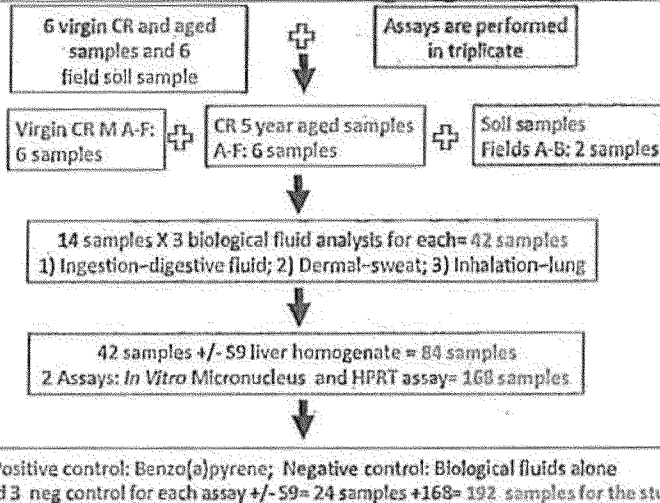 6 virgin CR and aged
samples and 6
field soil sample
Assays are performed
in triplicate
Virgin CR M A-F:
6 samples
CR 5 year aged samples
A-F: 6 samples
Soil samples
Fields A-B: 2 samples
14 samples X 3 biological fluid analysis for each= 42 samples
1) Ingestion-digestive fluid; 2) Dermal-sweat; 3) Inhalation-lung
42 samples +/- S9 liver homogenate = 84 samples
2 Assays: In Vitro Micronucleus and HPRT assay= 168 samples
ositive control: Benzo(a)pyrene; Negative control: Biological fluids alone
d 3 neg control for each assay +/- S9= 24 samples +168= 192 samples for the stu